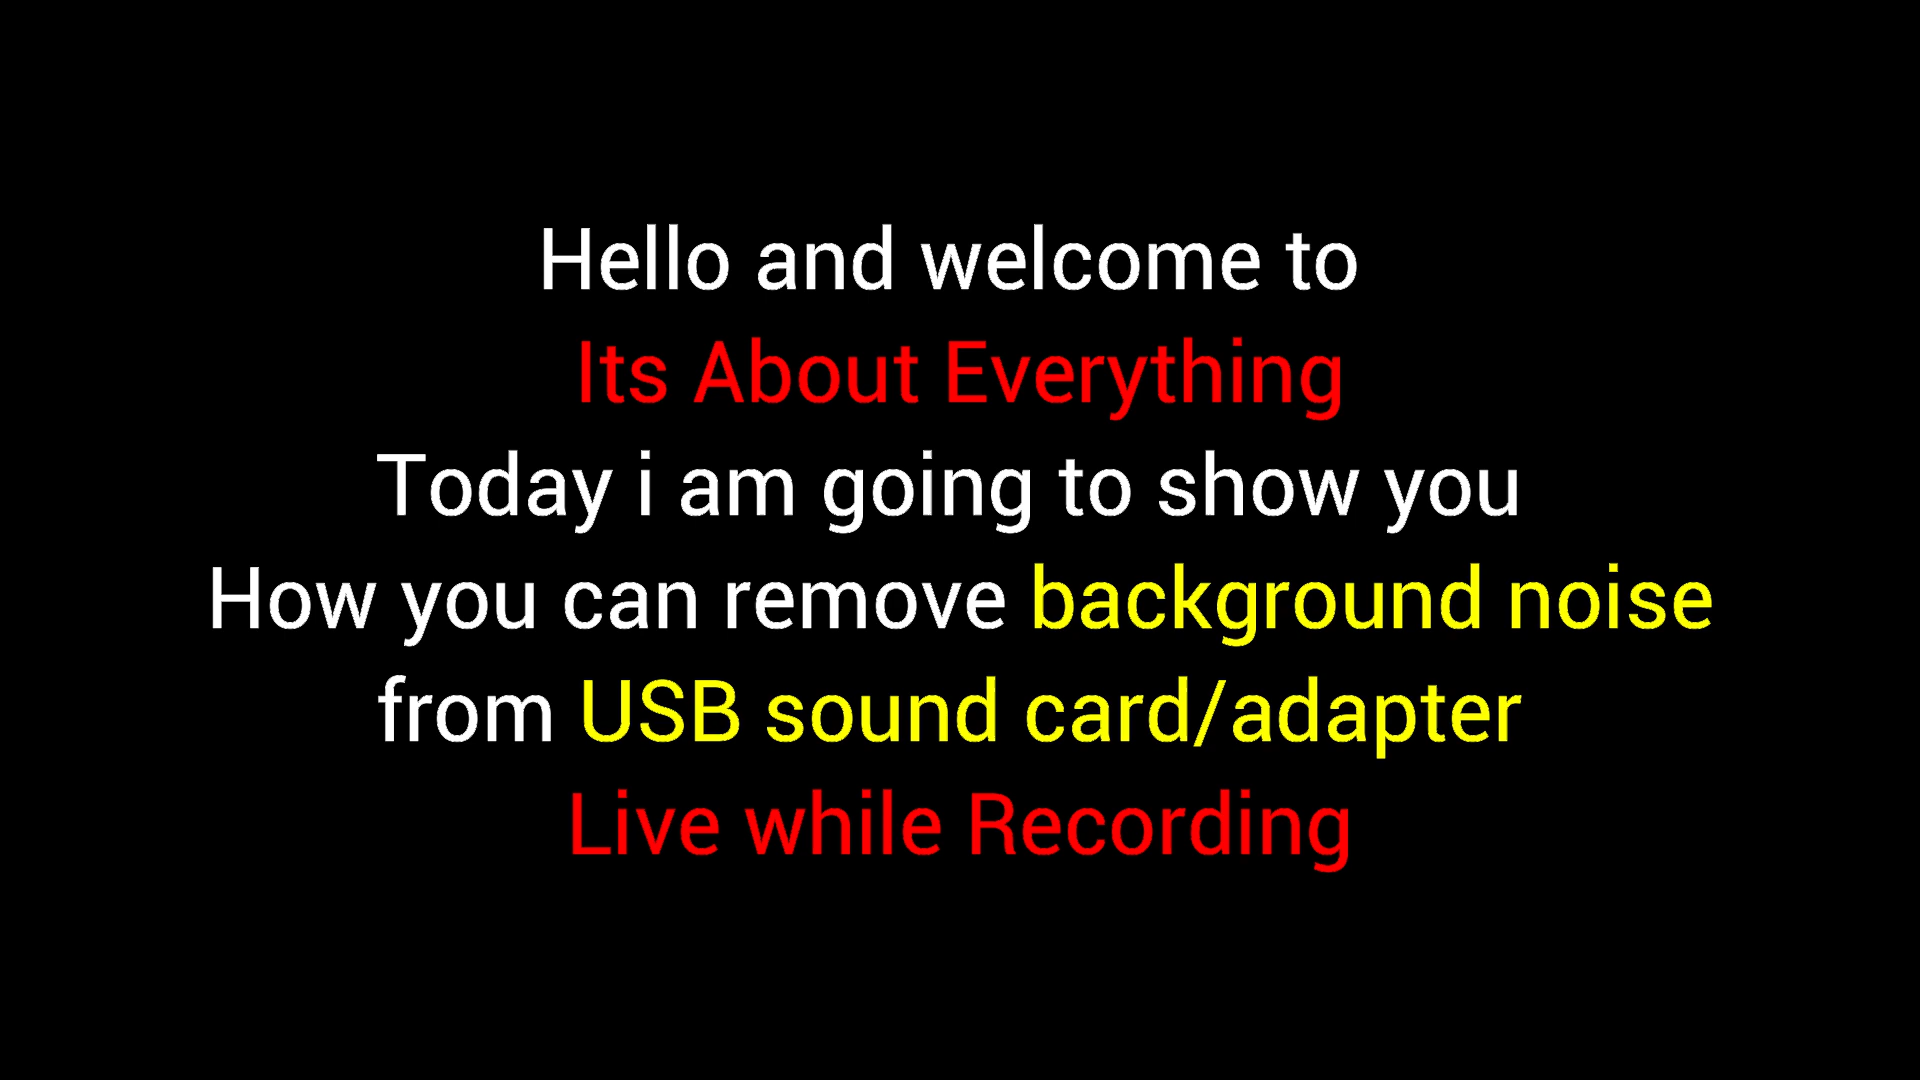 Hello and welcome to
Its About Everything
Today i am going to show you
How you can remove background noise
from USB sound card/adapter
Live while Recording